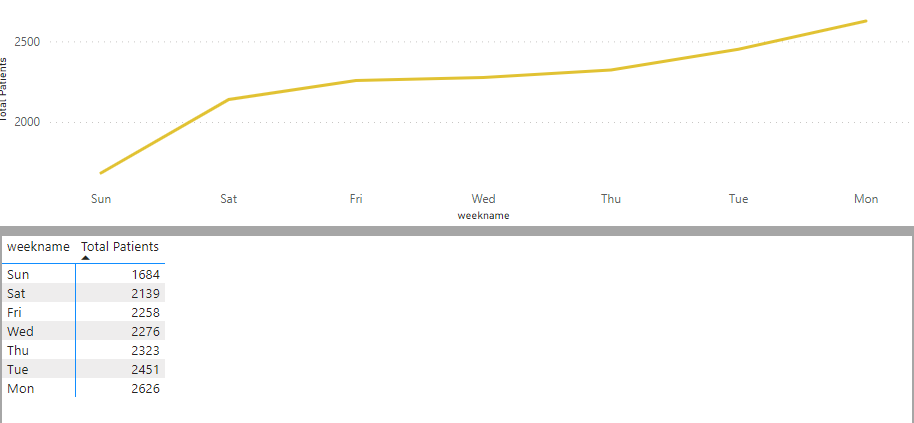 2500
Total Patients
2000
Sun Sat Fri Wed Thu Tue Mon
weekname
weekname Total Patients
Sun 1684
Sat 2139
Fri 2258
Wed 2276
Thu 2323
Tue 2451
Mon 2626